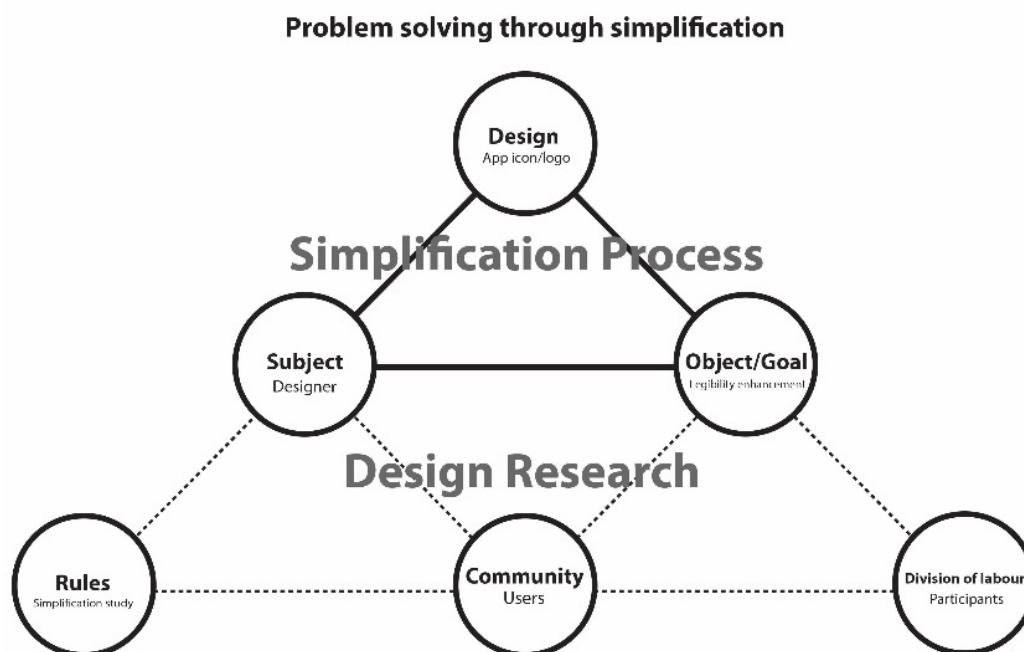 Problem solving through simplification
Design
App icon/logo
Simplification Process
Subject
Designer
Object/Goal
Legibility enhancement
Design Research
Rules
Simplification study
Community
Users
Division of labour
Participants